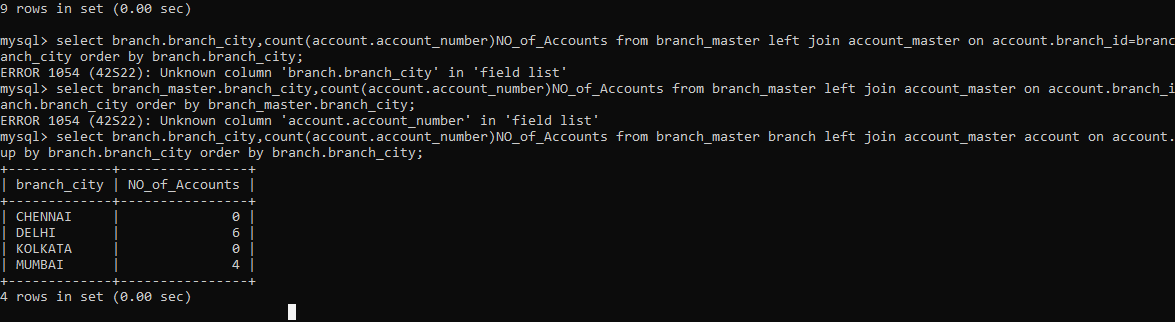 9 rows in set (0.00 sec)
mysql> select branch.branch_city,count(account.account_number)NO_of_Accounts from branch_master left join account_master on account.branch_id=branc
anch_city order by branch.branch_city;
ERROR 1054 (42S22): Unknown column 'branch.branch_city' in 'field list'
mysql> select branch_master.branch_city,count(account.account_number)NO_of_Accounts from branch_master left join account_master on account.branch_i
anch.branch_city order by branch_master.branch_city;
ERROR 1054 (42S22): Unknown column 'account.account_number' in 'field list'
mysql> select branch.branch_city,count(account.account_number)NO_of_Accounts from branch_master branch left join account_master account on account.
up by branch.branch_city order by branch.branch_city;
+-------------+----------------+
| branch_city | NO_of_Accounts |
+-------------+----------------+
| CHENNAI     |              0 |
| DELHI       |              6 |
| KOLKATA     |              0 |
| MUMBAI      |              4 |
+-------------+----------------+
4 rows in set (0.00 sec)